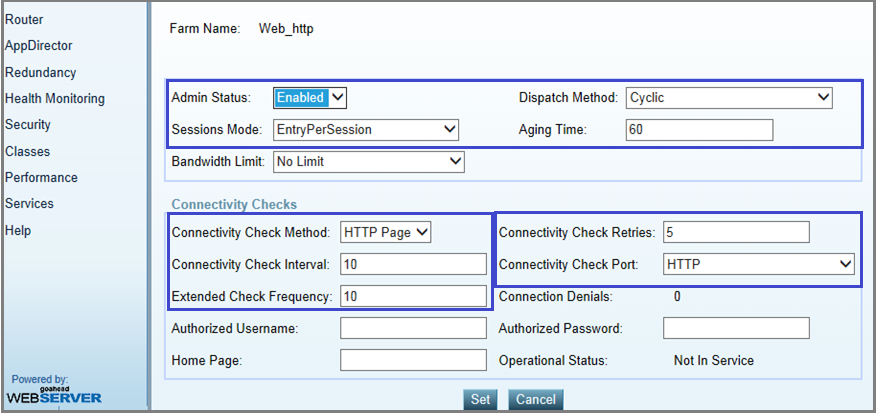 Router
AppDirector
Redundancy
Health Monitoring
Security
Classes
Performance
Services
Help
Powered by:
goahead
WEBSERVER
Farm Name: Web_http
Admin Status: Enabled Dispatch Method: Cyclic
Sessions Mode: EntryPerSession Aging Time: 60
Bandwidth Limit: No Limit
Connectivity Checks
Connectivity Check Method: HTTP Page Connectivity Check Retries: 5
Connectivity Check Interval: 10 Connectivity Check Port: HTTP
Extended Check Frequency: 10 Connection Denials: 0
Authorized Username: Authorized Password:
Home Page: Operational Status: Not In Service
Set Cancel